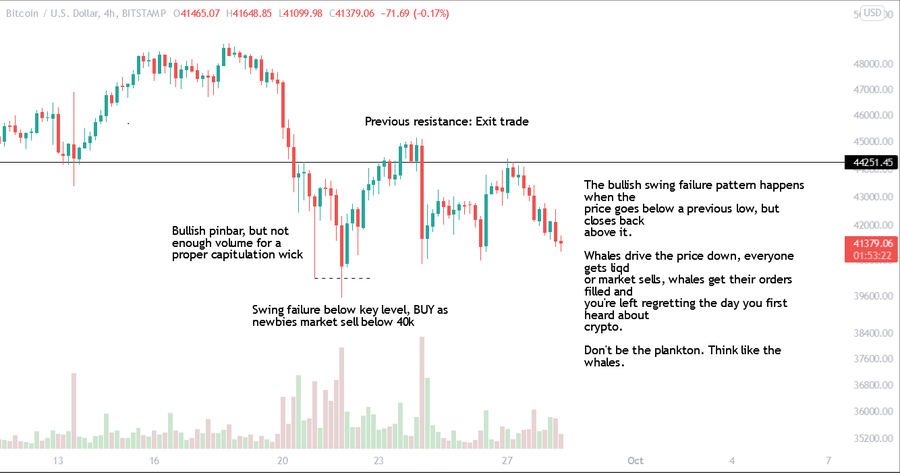 Bitcoin / U.S. Dollar, 4h, BITSTAMP O41465.07 H41648.85 L41099.98 C41379.06 −71.69 (−0.17%)
USD
48000.00
47000.00
46000.00
45000.00
Previous resistance: Exit trade
44251.45
43000.00
42000.00
41379.06
01:53:22
39600.00
38400.00
37600.00
36800.00
36000.00
35200.00
The bullish swing failure pattern happens
when the
price goes below a previous low, but
closes back
above it.
Whales drive the price down, everyone
gets liqd
or market sells, whales get their orders
filled and
you're left regretting the day you first
heard about
crypto.
Don't be the plankton. Think like the
whales.
Bullish pinbar, but not
enough volume for a
proper capitulation wick
Swing failure below key level, BUY as
newbies market sell below 40k
13 16 20 23 27 Oct 4 7